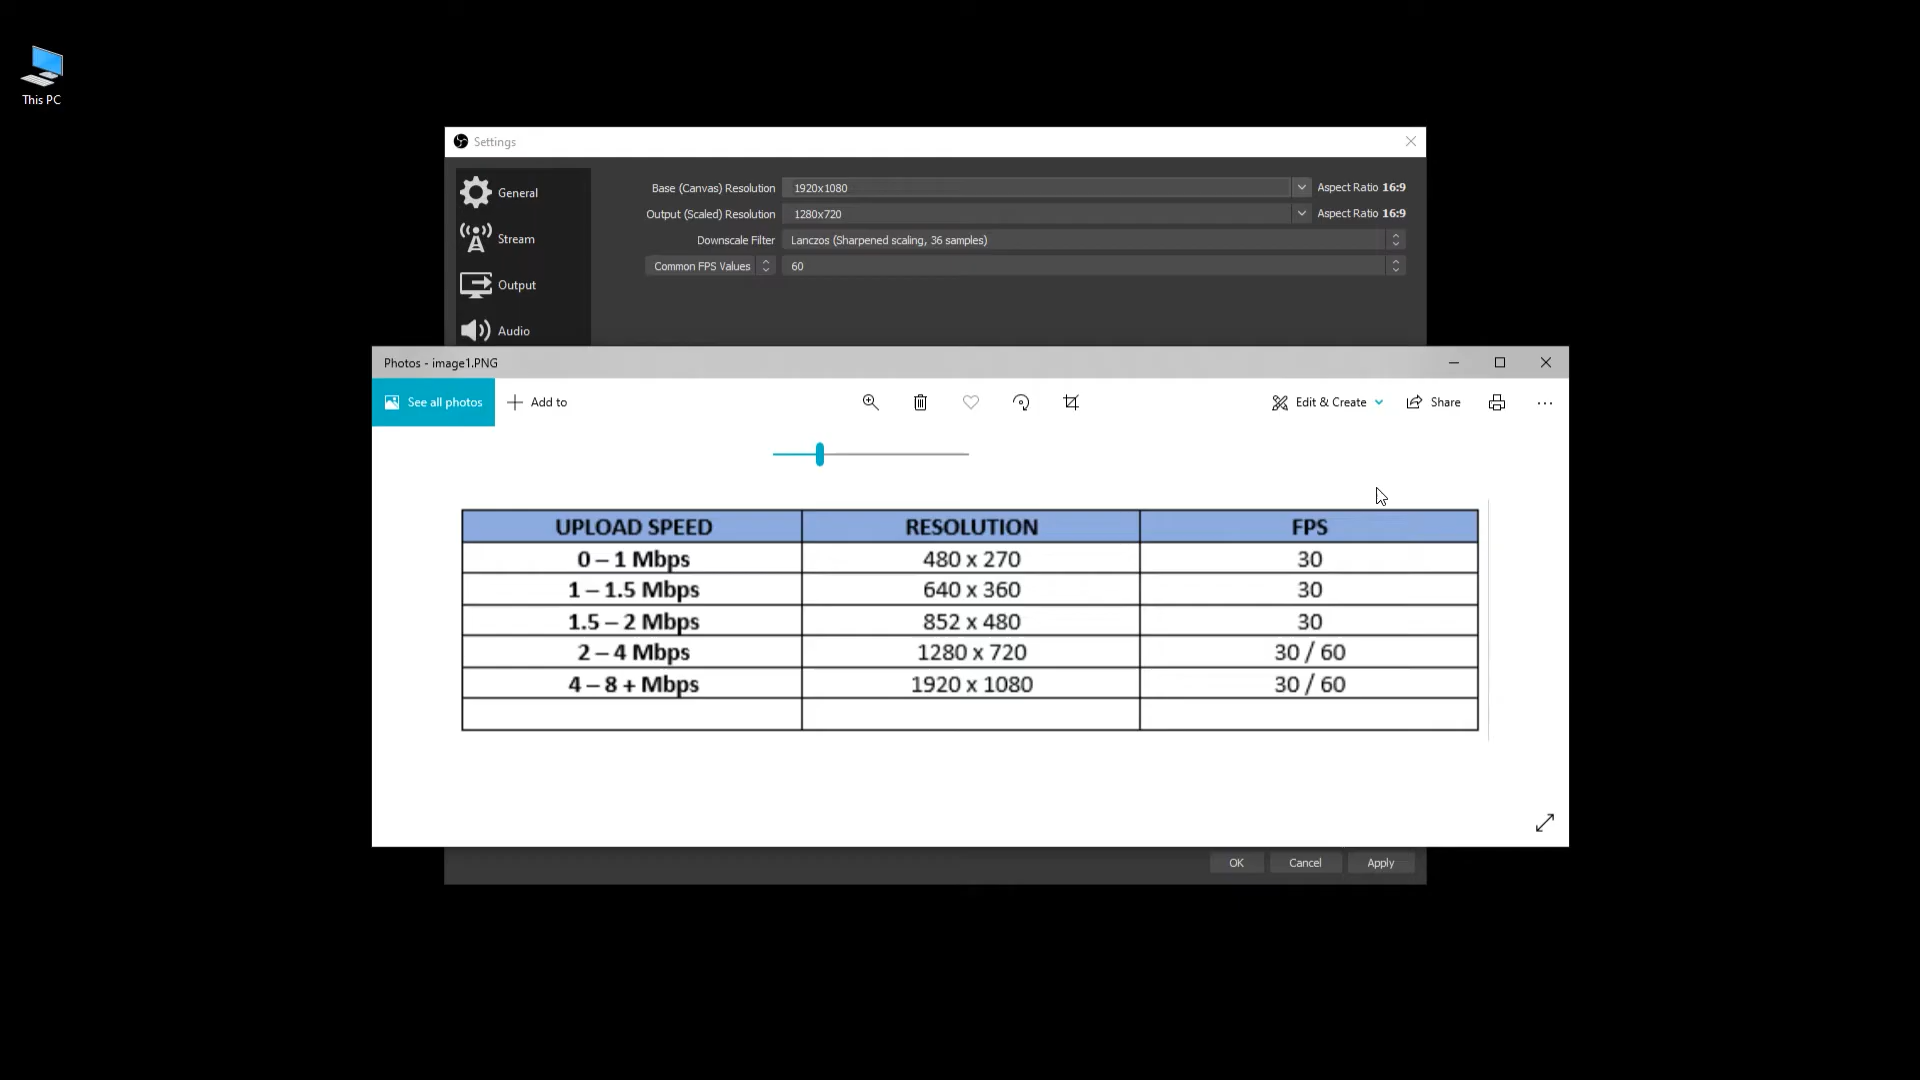 This PC
Settings
General
Stream
Output
Audio
Base (Canvas) Resolution 1920x1080 Aspect Ratio 16:9
Output (Scaled) Resolution 1280x720 Aspect Ratio 16:9
Downscale Filter Lanczos (Sharpened scaling, 36 samples)
Common FPS Values 60
Photos - image1.PNG
See all photos Add to Edit & Create Share
UPLOAD SPEED RESOLUTION FPS
0 – 1 Mbps 480 x 270 30
1 – 1.5 Mbps 640 x 360 30
1.5 – 2 Mbps 852 x 480 30
2 – 4 Mbps 1280 x 720 30 / 60
4 – 8 + Mbps 1920 x 1080 30 / 60
OK Cancel Apply